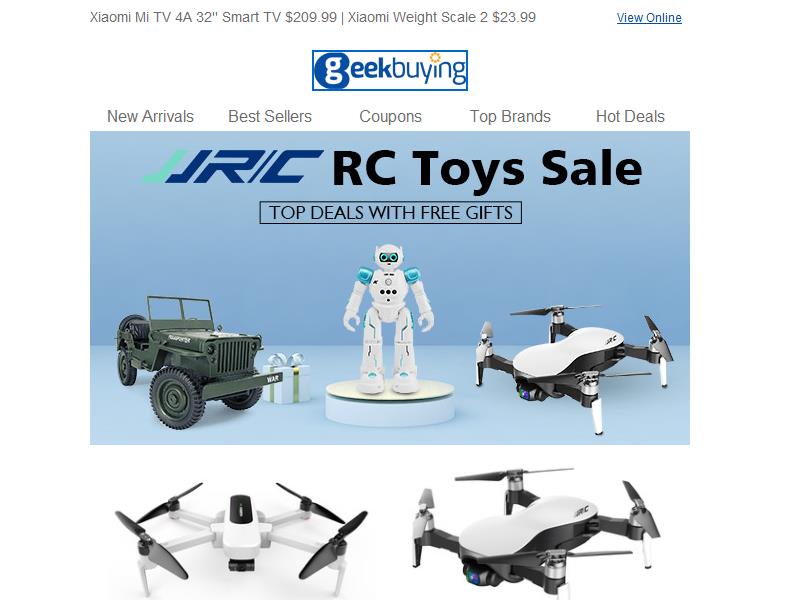 Xiaomi Mi TV 4A 32" Smart TV $209.99 | Xiaomi Weight Scale 2 $23.99
View Online
geekbuying
New Arrivals Best Sellers Coupons Top Brands Hot Deals
JJR/C RC Toys Sale
TOP DEALS WITH FREE GIFTS
TRANSPORTER
WAR
JJRC
JJRC